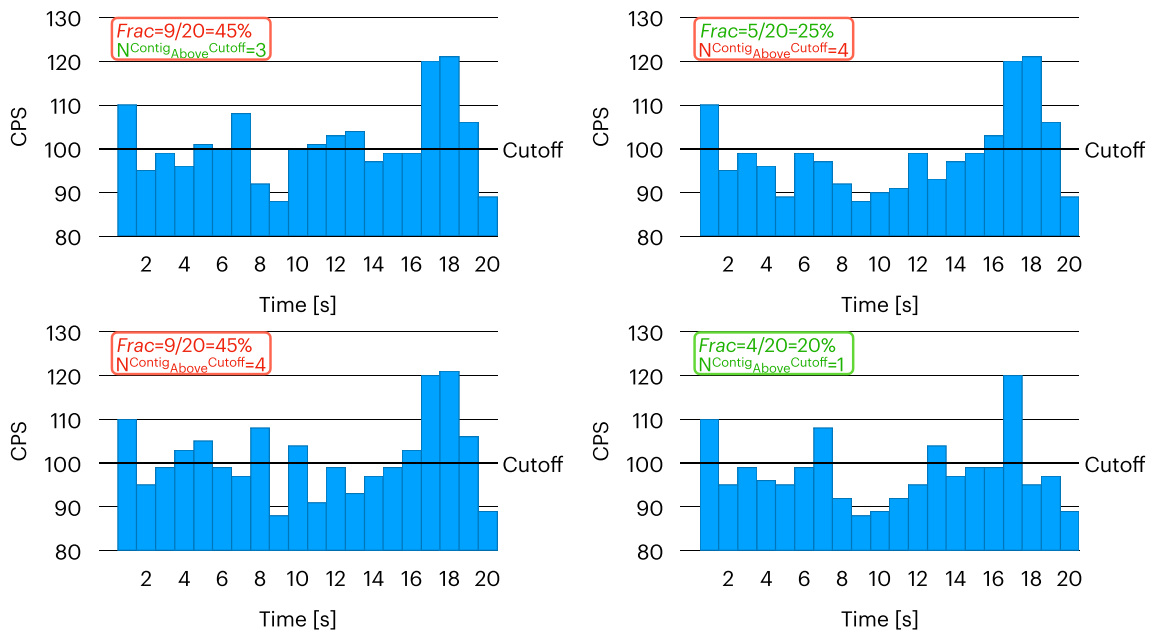 130
Frac=9/20=45%
N^Contig_Above^Cutoff=3
120
110
100
90
80
CPS
Cutoff
2 4 6 8 10 12 14 16 18 20
Time [s]
130
Frac=5/20=25%
N^Contig_Above^Cutoff=4
120
110
100
90
80
CPS
Cutoff
2 4 6 8 10 12 14 16 18 20
Time [s]
130
Frac=9/20=45%
N^Contig_Above^Cutoff=4
120
110
100
90
80
CPS
Cutoff
2 4 6 8 10 12 14 16 18 20
Time [s]
130
Frac=4/20=20%
N^Contig_Above^Cutoff=1
120
110
100
90
80
CPS
Cutoff
2 4 6 8 10 12 14 16 18 20
Time [s]